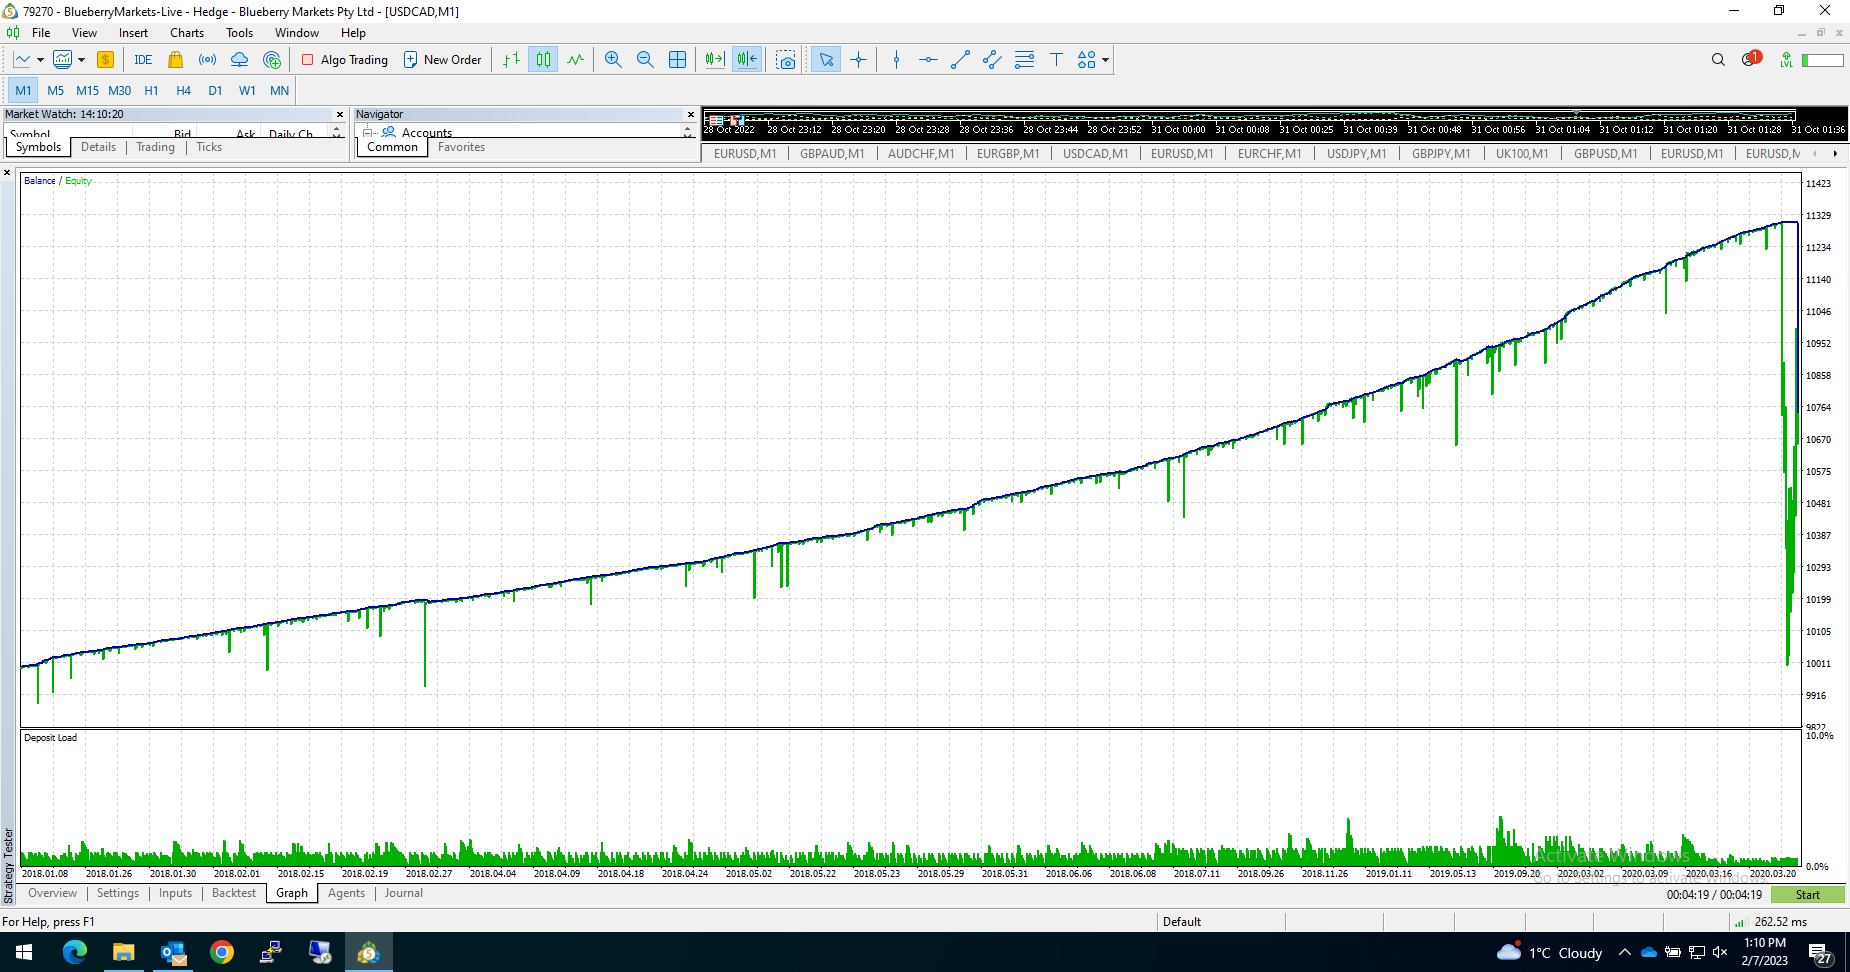 79270 - BlueberryMarkets-Live - Hedge - Blueberry Markets Pty Ltd - [USDCAD,M1]
File View Insert Charts Tools Window Help
IDE Algo Trading New Order 1 LVL
M1 M5 M15 M30 H1 H4 D1 W1 MN
Market Watch: 14:10:20
Symbol Bid Ask Daily Ch
Symbols Details Trading Ticks
Navigator
Accounts
Common Favorites
28 Oct 2022 28 Oct 23:12 28 Oct 23:20 28 Oct 23:28 28 Oct 23:36 28 Oct 23:44 28 Oct 23:52 31 Oct 00:00 31 Oct 00:08 31 Oct 00:25 31 Oct 00:39 31 Oct 00:48 31 Oct 00:56 31 Oct 01:04 31 Oct 01:12 31 Oct 01:20 31 Oct 01:28 31 Oct 01:36
EURUSD,M1 GBPAUD,M1 AUDCHF,M1 EURGBP,M1 USDCAD,M1 EURUSD,M1 EURCHF,M1 USDJPY,M1 GBPJPY,M1 UK100,M1 GBPUSD,M1 EURUSD,M1 EURUSD,M
Balance / Equity
11423
11329
11234
11140
11046
10952
10858
10764
10670
10575
10481
10387
10293
10199
10105
10011
9916
9822
Deposit Load
10.0%
0.0%
2018.01.08 2018.01.26 2018.01.30 2018.02.01 2018.02.15 2018.02.19 2018.02.27 2018.04.04 2018.04.09 2018.04.18 2018.04.24 2018.05.02 2018.05.22 2018.05.23 2018.05.29 2018.05.31 2018.06.06 2018.06.08 2018.07.11 2018.09.26 2018.11.26 2019.01.11 2019.05.13 2019.09.20 2020.03.02 2020.03.09 2020.03.16 2020.03.20
Activate Windows
Go to Settings to activate Windows.
Strategy Tester
Overview Settings Inputs Backtest Graph Agents Journal
00:04:19 / 00:04:19 Start
For Help, press F1 Default 262.52 ms
1°C Cloudy
1:10 PM
2/7/2023
27